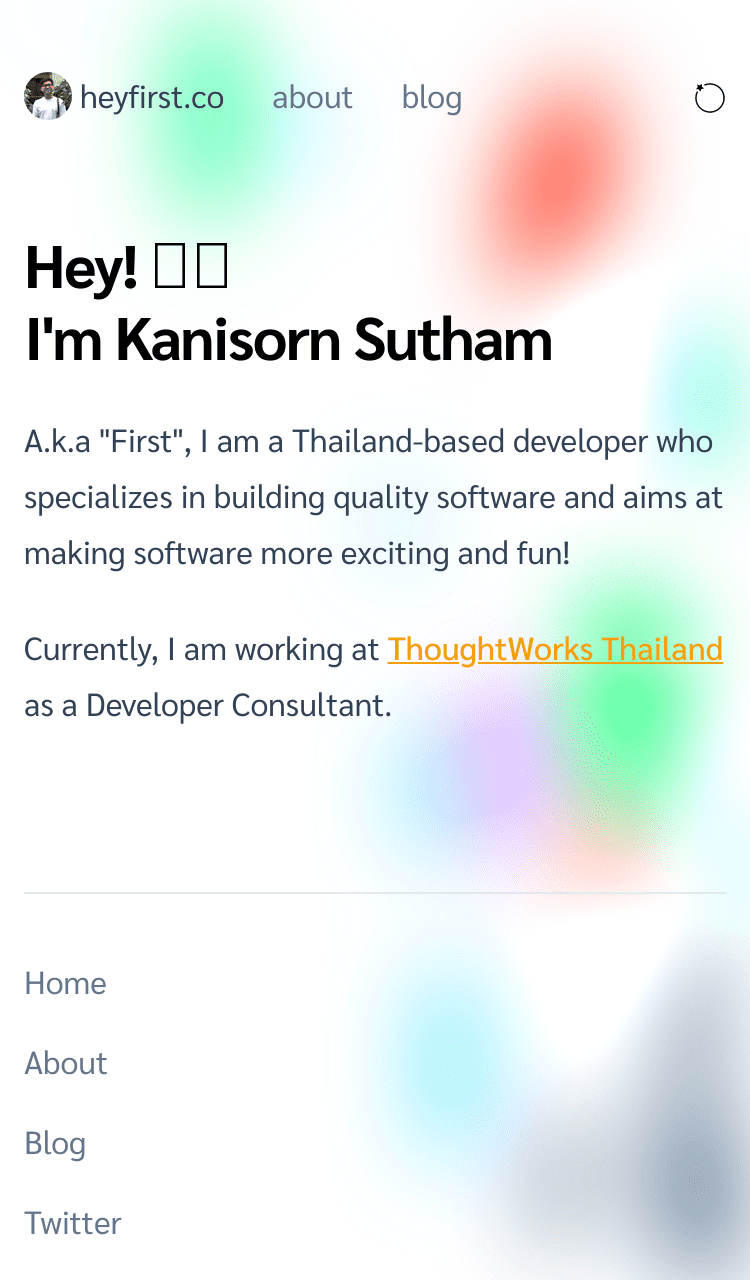 heyfirst.co about blog
Hey!
I'm Kanisorn Sutham
A.k.a "First", I am a Thailand-based developer who
specializes in building quality software and aims at
making software more exciting and fun!
Currently, I am working at ThoughtWorks Thailand
as a Developer Consultant.
Home
About
Blog
Twitter